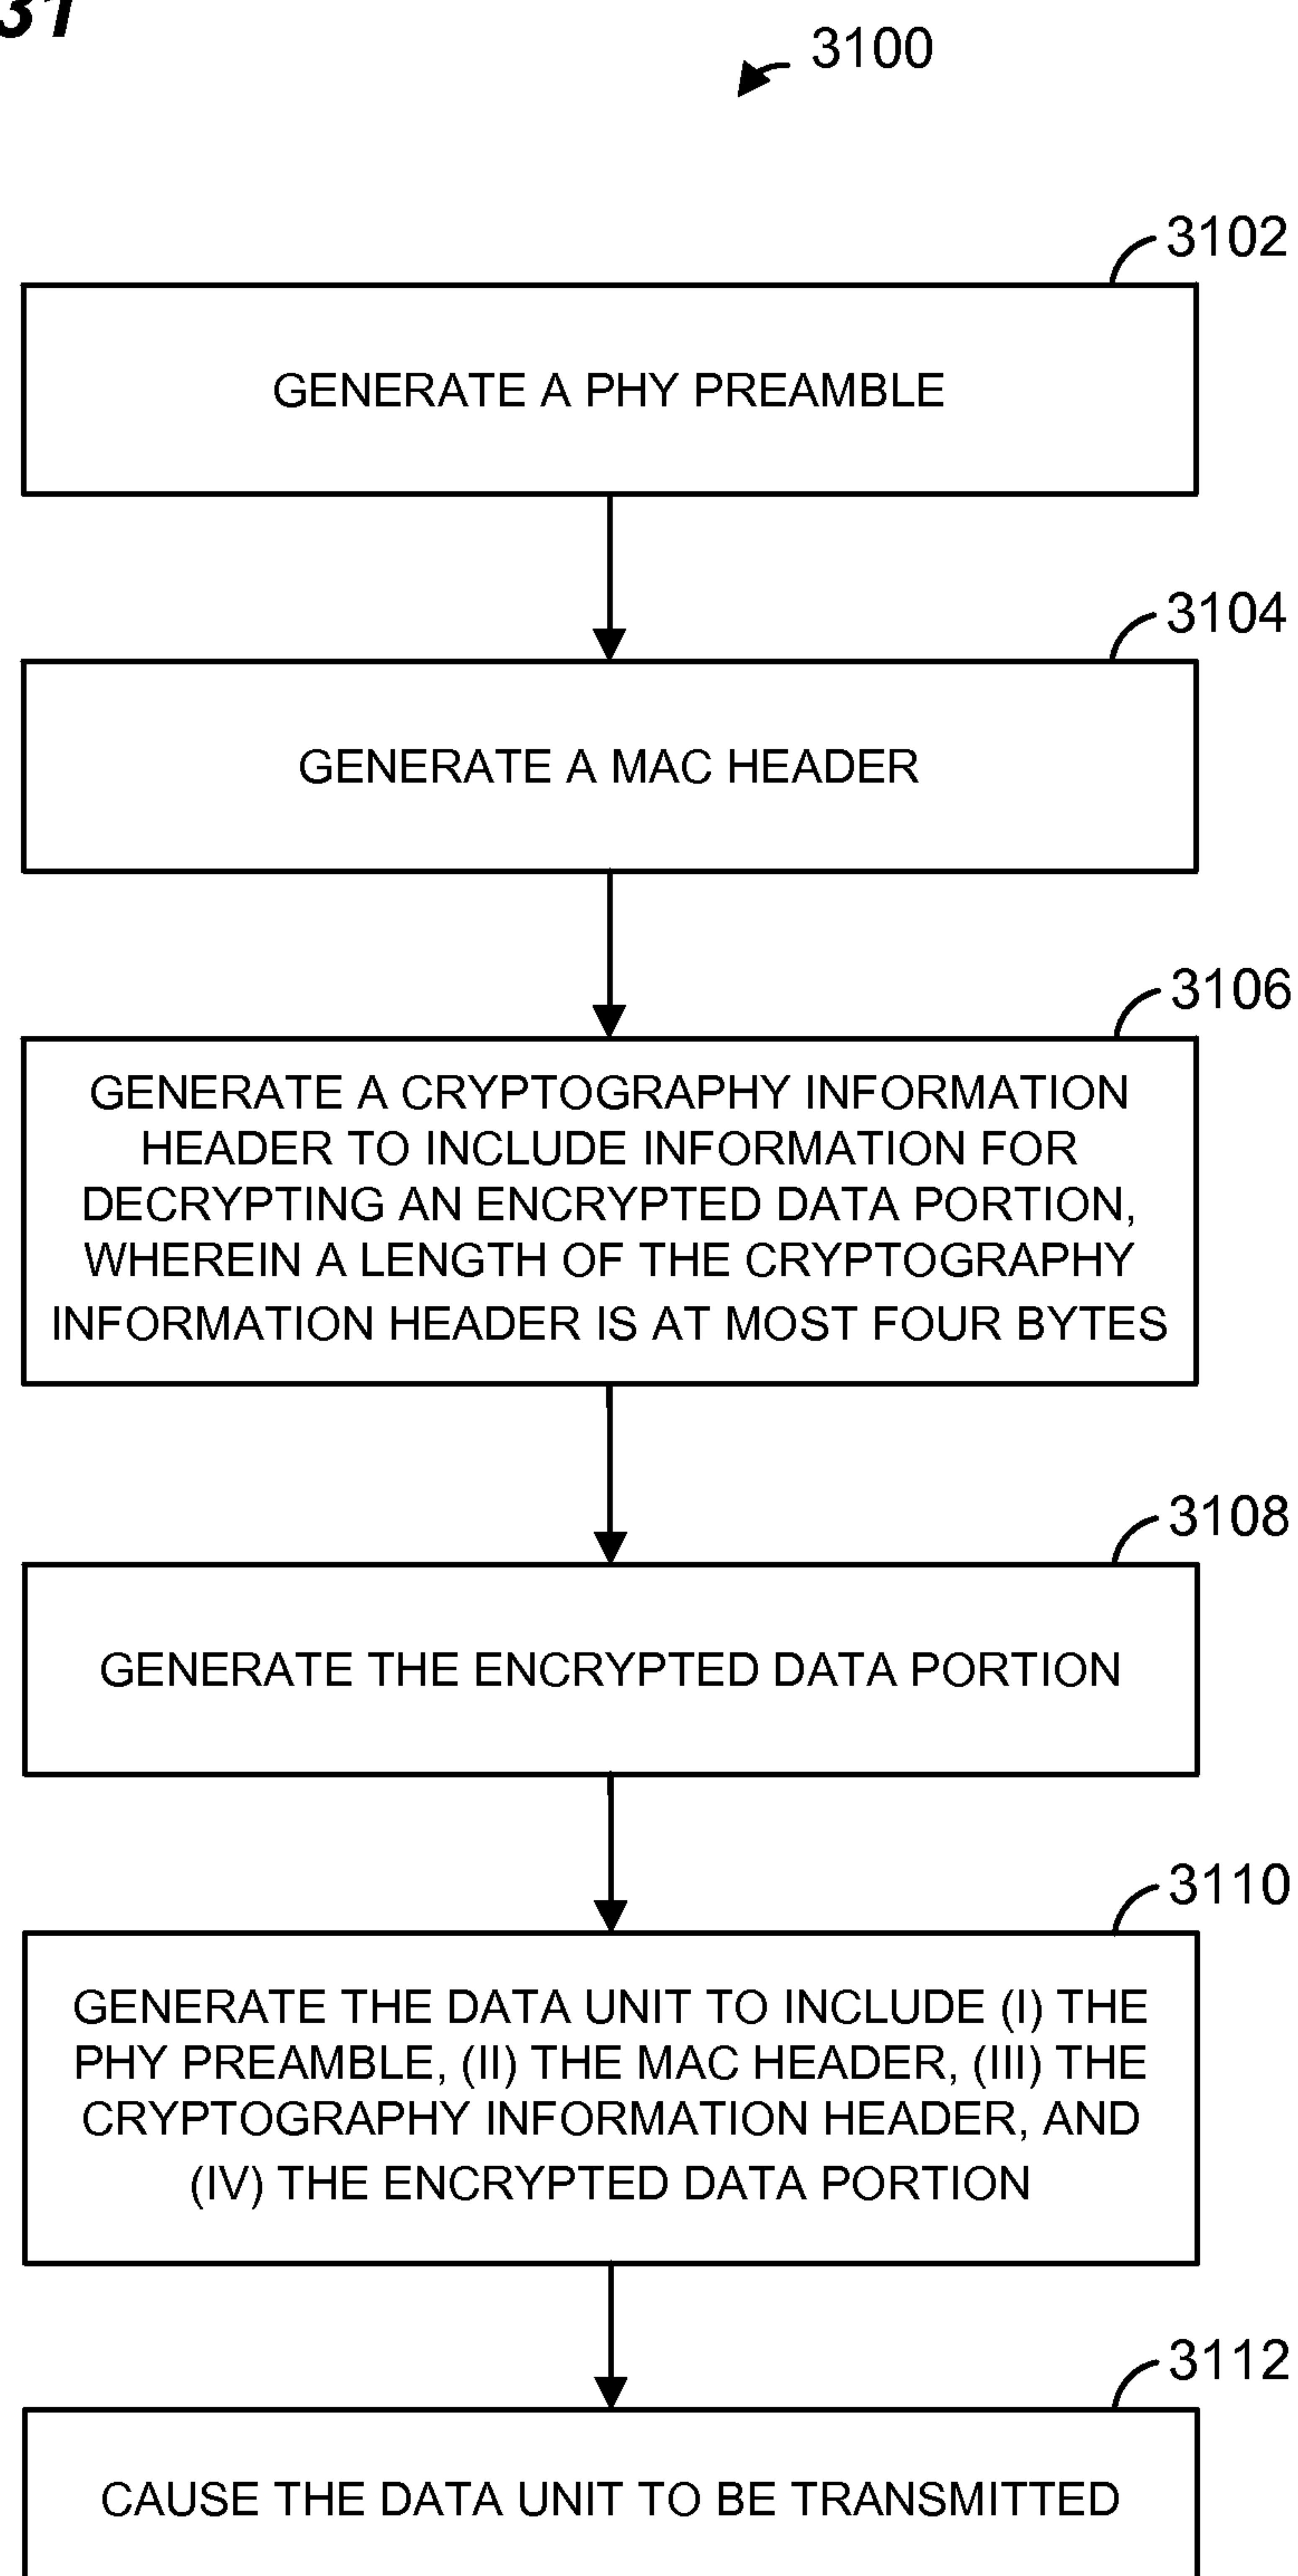 31
3100
3102
GENERATE A PHY PREAMBLE
3104
GENERATE A MAC HEADER
3106
GENERATE A CRYPTOGRAPHY INFORMATION
HEADER TO INCLUDE INFORMATION FOR
DECRYPTING AN ENCRYPTED DATA PORTION,
WHEREIN A LENGTH OF THE CRYPTOGRAPHY
INFORMATION HEADER IS AT MOST FOUR BYTES
3108
GENERATE THE ENCRYPTED DATA PORTION
3110
GENERATE THE DATA UNIT TO INCLUDE (I) THE
PHY PREAMBLE, (II) THE MAC HEADER, (III) THE
CRYPTOGRAPHY INFORMATION HEADER, AND
(IV) THE ENCRYPTED DATA PORTION
3112
CAUSE THE DATA UNIT TO BE TRANSMITTED